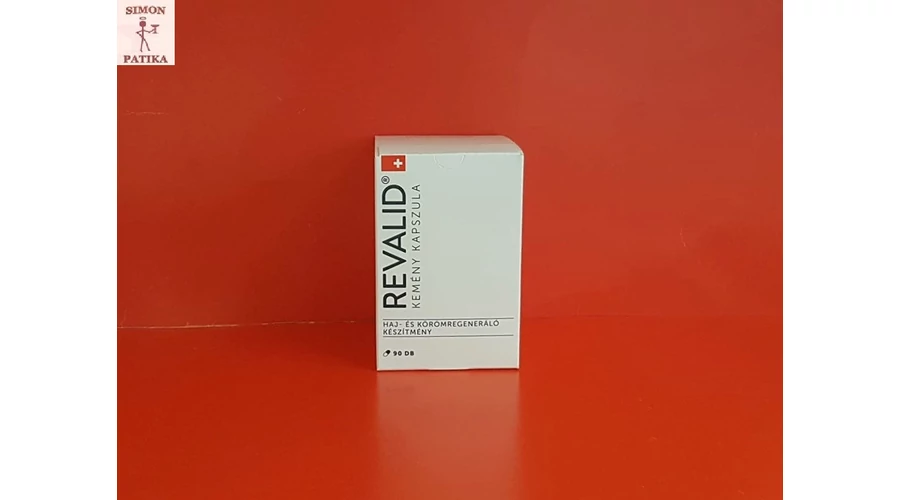 SIMON
PATIKA
REVALID®
KEMÉNY KAPSZULA
HAJ- ÉS KÖRÖMREGENERÁLÓ
KÉSZÍTMÉNY
90 DB